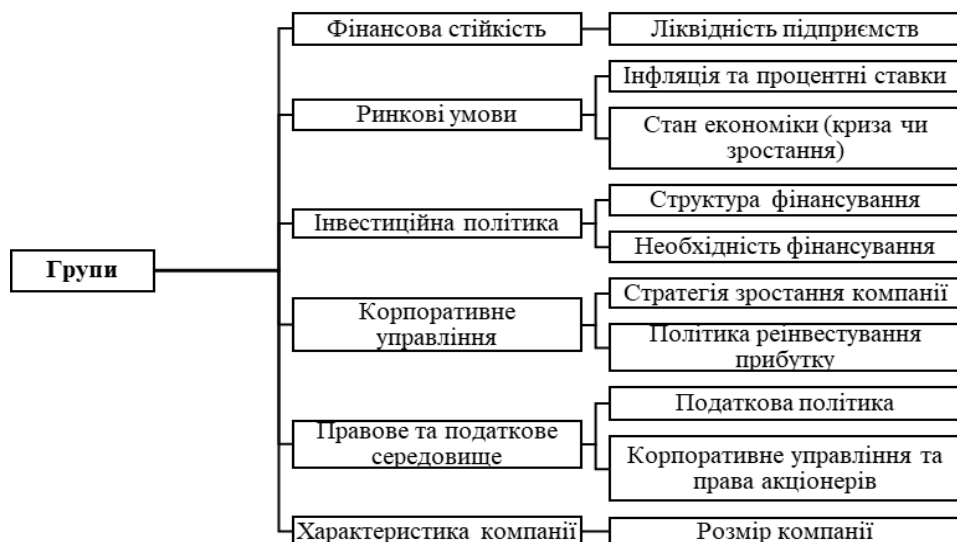 Фінансова стійкість
Ліквідність підприємств
Ринкові умови
Інфляція та процентні ставки
Стан економіки (криза чи
зростання)
Інвестиційна політика
Структура фінансування
Необхідність фінансування
Групи
Корпоративне
управління
Стратегія зростання компанії
Політика реінвестування
прибутку
Правове та податкове
середовище
Податкова політика
Корпоративне управління та
права акціонерів
Характеристика компанії
Розмір компанії